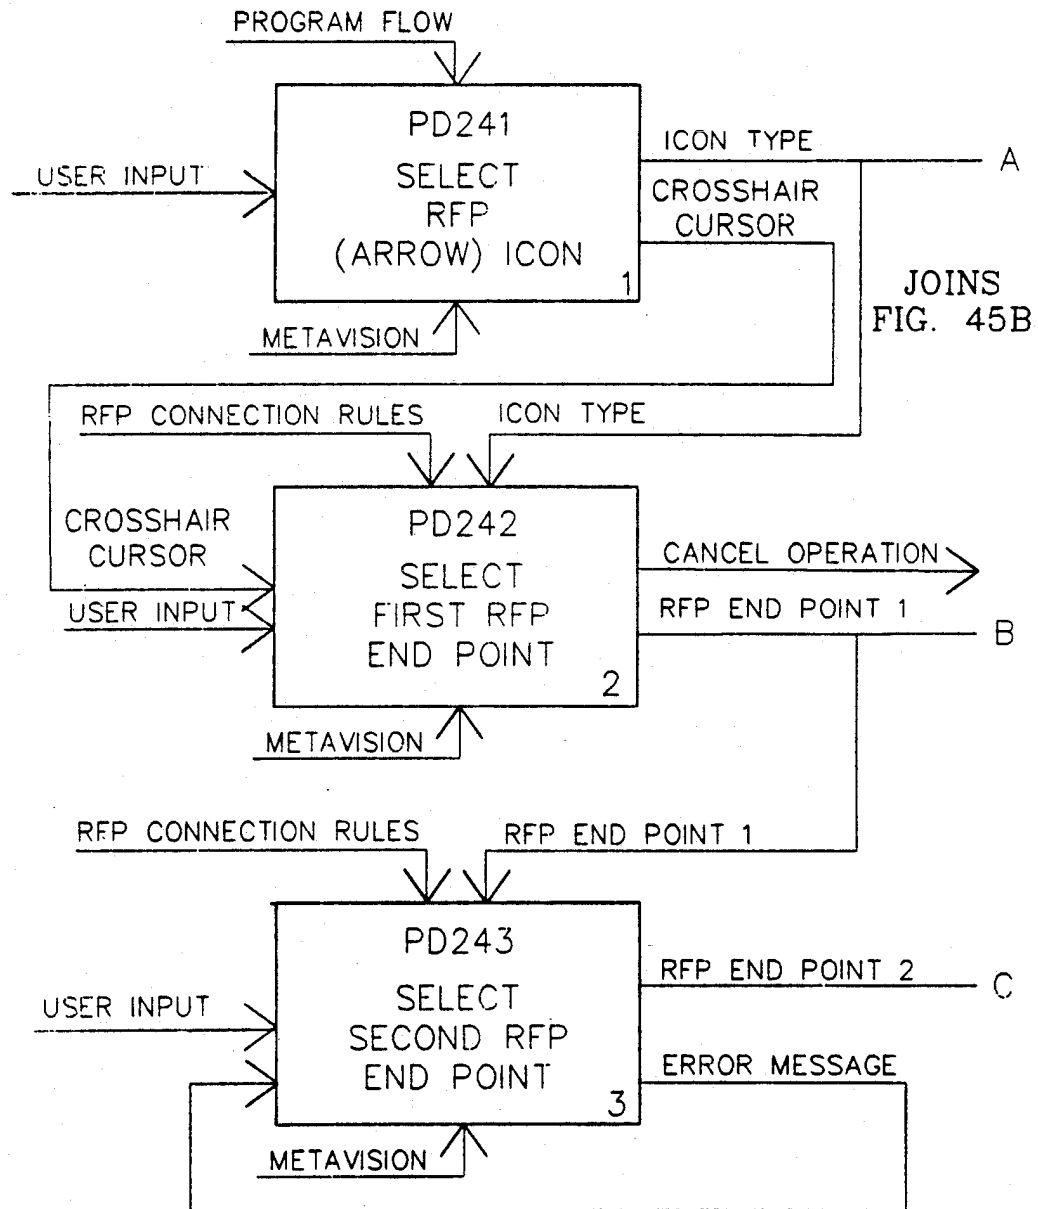 PROGRAM FLOW
PD241
SELECT
RFP
(ARROW) ICON
1
USER INPUT
ICON TYPE
A
CROSSHAIR
CURSOR
JOINS
FIG. 45B
METAVISION
RFP CONNECTION RULES
ICON TYPE
CROSSHAIR
CURSOR
USER INPUT
PD242
SELECT
FIRST RFP
END POINT
2
CANCEL OPERATION
RFP END POINT 1
B
METAVISION
RFP CONNECTION RULES
RFP END POINT 1
PD243
SELECT
SECOND RFP
END POINT
3
USER INPUT
RFP END POINT 2
C
ERROR MESSAGE
METAVISION